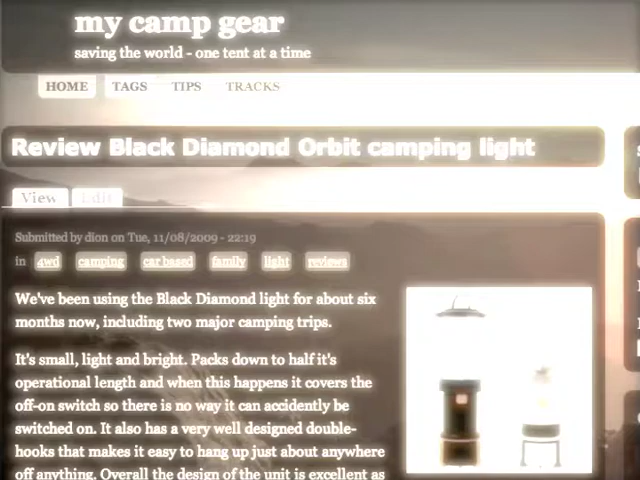 my camp gear
saving the world - one tent at a time
HOME TAGS TIPS TRACKS
Review Black Diamond Orbit camping light
View Edit
Submitted by dion on Tue, 11/08/2009 - 22:19
in 4wd camping car based family light reviews
We've been using the Black Diamond light for about six
months now, including two major camping trips.
It's small, light and bright. Packs down to half it's
operational length and when this happens it covers the
off-on switch so there is no way it can accidently be
switched on. It also has a very well designed double-
hooks that makes it easy to hang up just about anywhere
off anything. Overall the design of the unit is excellent as